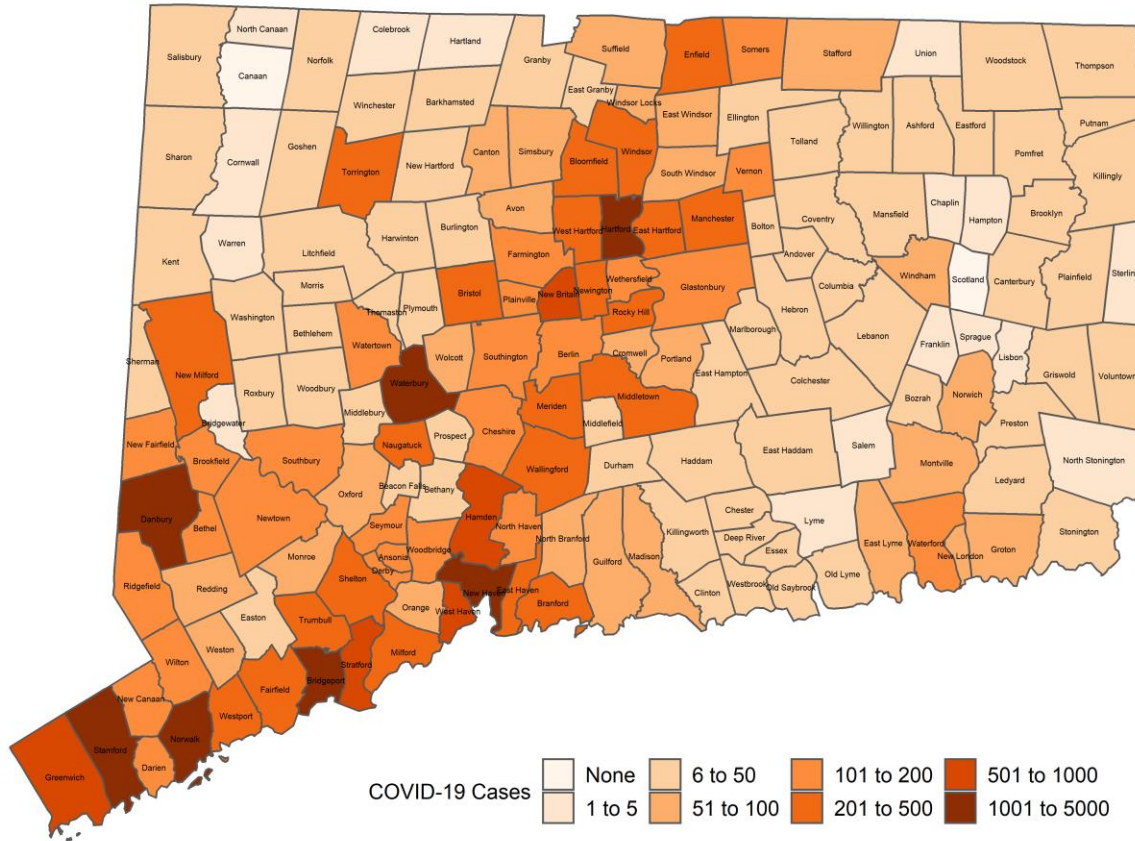 North Canaan
Colebrook
Hartland
Salisbury
Norfolk
Canaan
Granby
Suffield
Enfield
Somers
Stafford
Union
Woodstock
Thompson
East Granby
Windsor Locks
Winchester
Barkhamsted
East Windsor
Ellington
Willington
Ashford
Eastford
Putnam
Sharon
Cornwall
Goshen
Torrington
New Hartford
Canton
Simsbury
Bloomfield
Windsor
South Windsor
Vernon
Tolland
Pomfret
Killingly
Mansfield
Chaplin
Hampton
Brooklyn
Kent
Warren
Litchfield
Harwinton
Burlington
Avon
West Hartford
Hartford
East Hartford
Manchester
Bolton
Coventry
Andover
Farmington
Windham
Scotland
Canterbury
Plainfield
Sterlin
Morris
Washington
Bethlehem
Thomaston
Plymouth
Bristol
Plainville
New Britain
Newington
Wethersfield
Glastonbury
Rocky Hill
Columbia
Hebron
Marlborough
Lebanon
Franklin
Sprague
Lisbon
Griswold
Voluntown
Sherman
New Milford
Watertown
Wolcott
Southington
Berlin
Cromwell
Portland
East Hampton
Colchester
Bozrah
Norwich
Preston
Roxbury
Woodbury
Waterbury
Middlebury
Meriden
Middletown
Middlefield
Bridgewater
New Fairfield
Brookfield
Southbury
Naugatuck
Prospect
Cheshire
Wallingford
Durham
Haddam
East Haddam
Salem
Montville
North Stonington
Ledyard
Beacon Falls
Bethany
Oxford
Danbury
Bethel
Newtown
Seymour
Woodbridge
Hamden
North Haven
North Branford
Guilford
Madison
Killingworth
Chester
Deep River
Essex
Lyme
East Lyme
Waterford
New London
Groton
Stonington
Ansonia
Derby
Monroe
Ridgefield
Redding
Shelton
Orange
West Haven
New Haven
East Haven
Branford
Clinton
Westbrook
Old Saybrook
Old Lyme
Easton
Trumbull
Weston
Wilton
Stratford
Milford
Fairfield
Bridgeport
New Canaan
Westport
Norwalk
Stamford
Darien
Greenwich
COVID-19 Cases
None
1 to 5
6 to 50
51 to 100
101 to 200
201 to 500
501 to 1000
1001 to 5000